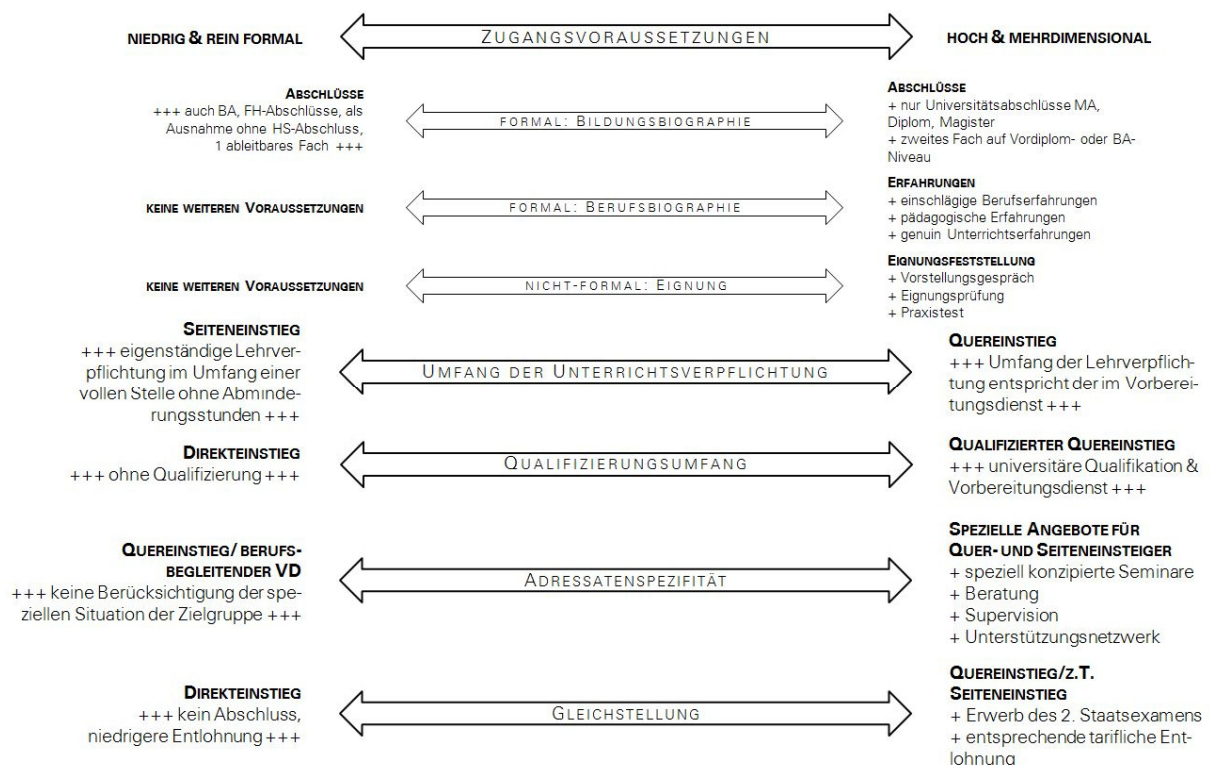 NIEDRIG & REIN FORMAL
ZUGANGSVORAUSSETZUNGEN
HOCH & MEHRDIMENSIONAL
ABSCHLÜSSE
+++ auch BA, FH-Abschlüsse, als
Ausnahme ohne HS-Abschluss,
1 ableitbares Fach +++
FORMAL: BILDUNGSBIOGRAPHIE
ABSCHLÜSSE
+ nur Universitätsabschlüsse MA,
Diplom, Magister
+ zweites Fach auf Vordiplom- oder BA-
Niveau
KEINE WEITEREN VORAUSSETZUNGEN
FORMAL: BERUFSBIOGRAPHIE
ERFAHRUNGEN
+ einschlägige Berufserfahrungen
+ pädagogische Erfahrungen
+ genuin Unterrichtserfahrungen
KEINE WEITEREN VORAUSSETZUNGEN
NICHT-FORMAL: EIGNUNG
EIGNUNGSFESTSTELLUNG
+ Vorstellungsgespräch
+ Eignungsprüfung
+ Praxistest
SEITENEINSTIEG
+++ eigenständige Lehrver-
pflichtung im Umfang einer
vollen Stelle ohne Abminde-
rungsstunden +++
UMFANG DER UNTERRICHTSVERPFLICHTUNG
QUEREINSTIEG
+++ Umfang der Lehrverpflich-
tung entspricht der im Vorberei-
tungsdienst +++
DIREKTEINSTIEG
+++ ohne Qualifizierung +++
QUALIFIZIERUNGSUMFANG
QUALIFIZIERTER QUEREINSTIEG
+++ universitäre Qualifikation &
Vorbereitungsdienst +++
QUEREINSTIEG/ BERUFS-
BEGLEITENDER VD
+++ keine Berücksichtigung der spe-
ziellen Situation der Zielgruppe +++
ADRESSATENSPEZIFITÄT
SPEZIELLE ANGEBOTE FÜR
QUER- UND SEITENEINSTEIGER
+ speziell konzipierte Seminare
+ Beratung
+ Supervision
+ Unterstützungsnetzwerk
DIREKTEINSTIEG
+++ kein Abschluss,
niedrigere Entlohnung +++
GLEICHSTELLUNG
QUEREINSTIEG/Z.T.
SEITENEINSTIEG
+ Erwerb des 2. Staatsexamens
+ entsprechende tarifliche Ent-
lohnung